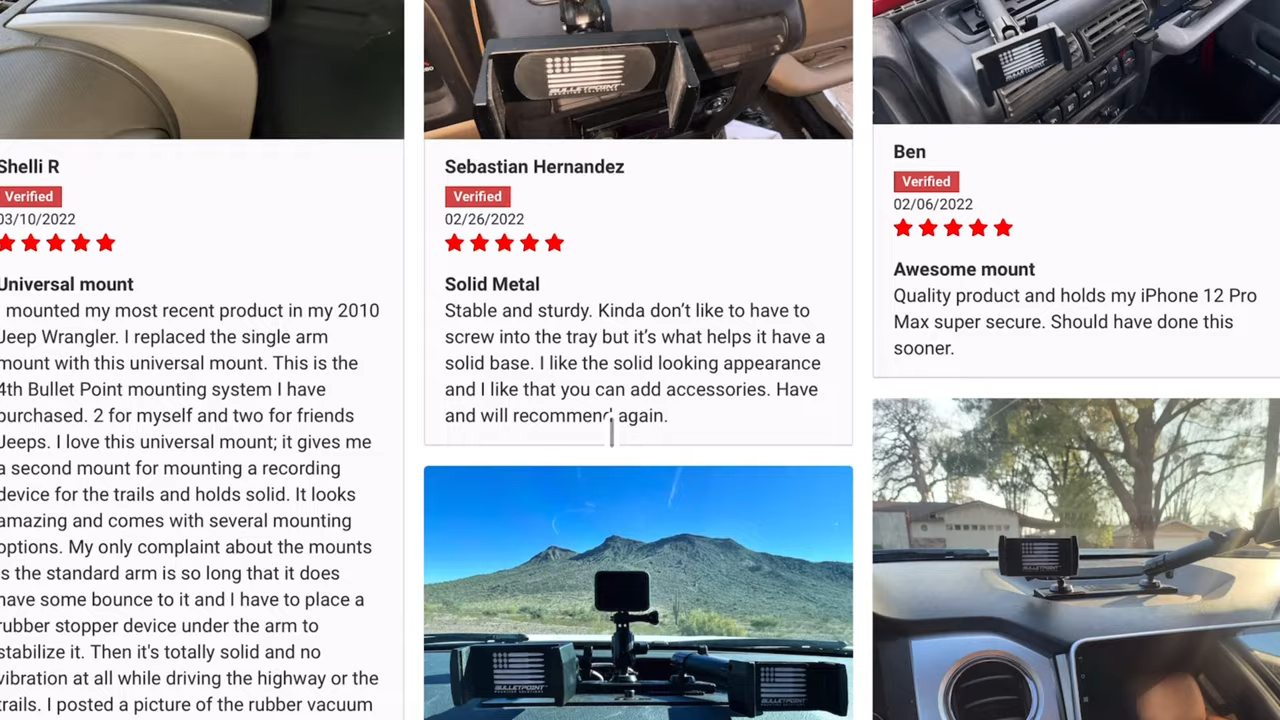 BULLETPOINT
MOUNTING SOLUTIONS
Shelli R
Verified
03/10/2022
Universal mount
mounted my most recent product in my 2010
Jeep Wrangler. I replaced the single arm
mount with this universal mount. This is the
4th Bullet Point mounting system I have
purchased. 2 for myself and two for friends
Jeeps. I love this universal mount; it gives me
a second mount for mounting a recording
device for the trails and holds solid. It looks
amazing and comes with several mounting
options. My only complaint about the mounts
is the standard arm is so long that it does
have some bounce to it and I have to place a
rubber stopper device under the arm to
stabilize it. Then it's totally solid and no
vibration at all while driving the highway or the
trails. I posted a picture of the rubber vacuum
Sebastian Hernandez
Verified
02/26/2022
Solid Metal
Stable and sturdy. Kinda don’t like to have to
screw into the tray but it’s what helps it have a
solid base. I like the solid looking appearance
and I like that you can add accessories. Have
and will recommend again.
BULLETPOINT
BULLETPOINT
BULLETPOINT
Ben
Verified
02/06/2022
Awesome mount
Quality product and holds my iPhone 12 Pro
Max super secure. Should have done this
sooner.
BULLETPOINT